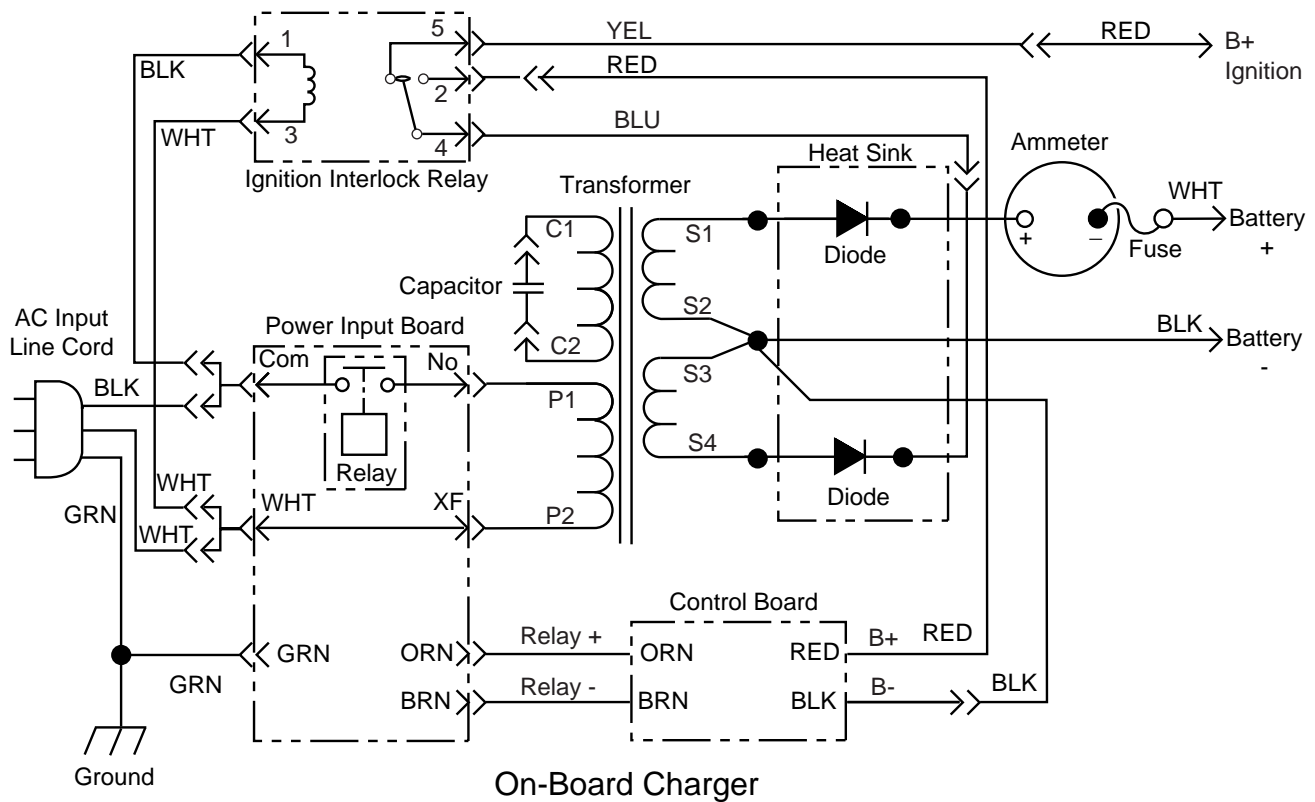 1
5
YEL
RED
B+
Ignition
BLK
2
RED
WHT
3
4
BLU
Ignition Interlock Relay
Heat Sink
Ammeter
Transformer
C1
S1
Diode
+
–
WHT
Fuse
Battery
+
Capacitor
S2
BLK
Battery
-
AC Input
Line Cord
Power Input Board
C2
Com
No
S3
BLK
P1
S4
Relay
Diode
WHT
GRN
WHT
WHT
XF
P2
Control Board
GRN
ORN
Relay +
ORN
RED
B+
RED
GRN
BRN
Relay -
BRN
BLK
B-
BLK
Ground
On-Board Charger